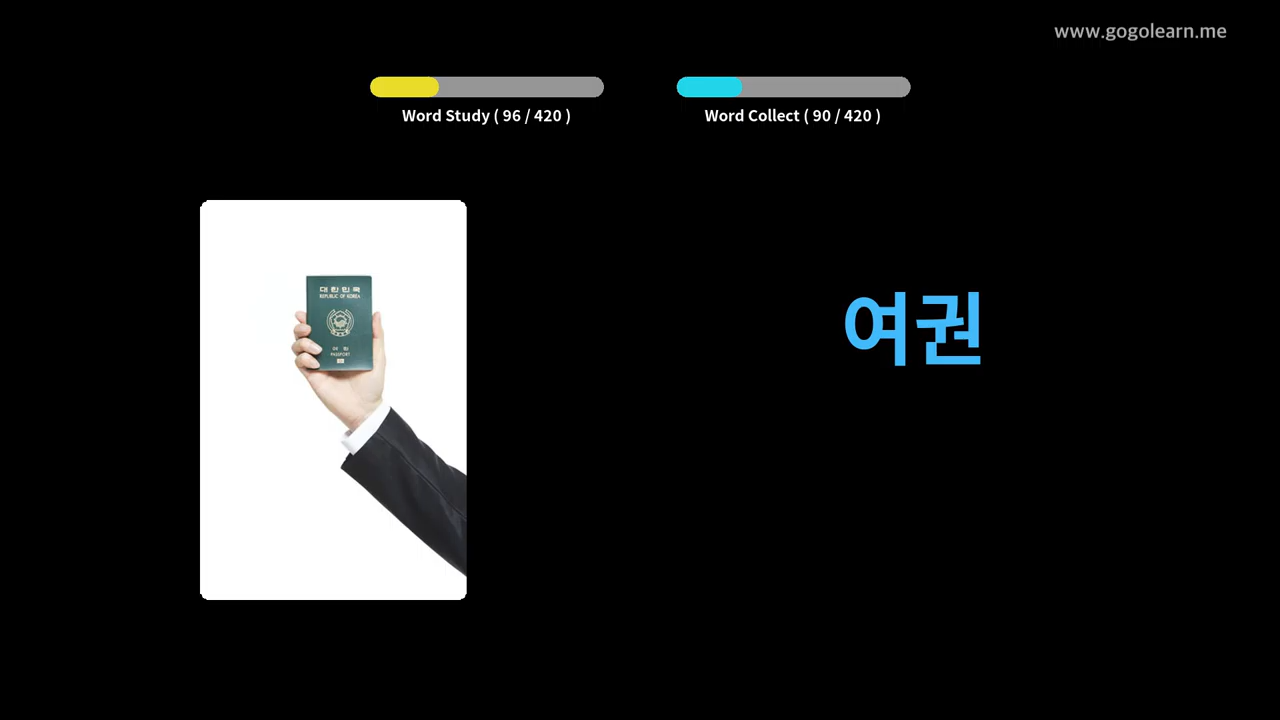 www.gogolearn.me
Word Study ( 96 / 420 )
Word Collect ( 90 / 420 )
대한민국
REPUBLIC OF KOREA
여권
PASSPORT
여권